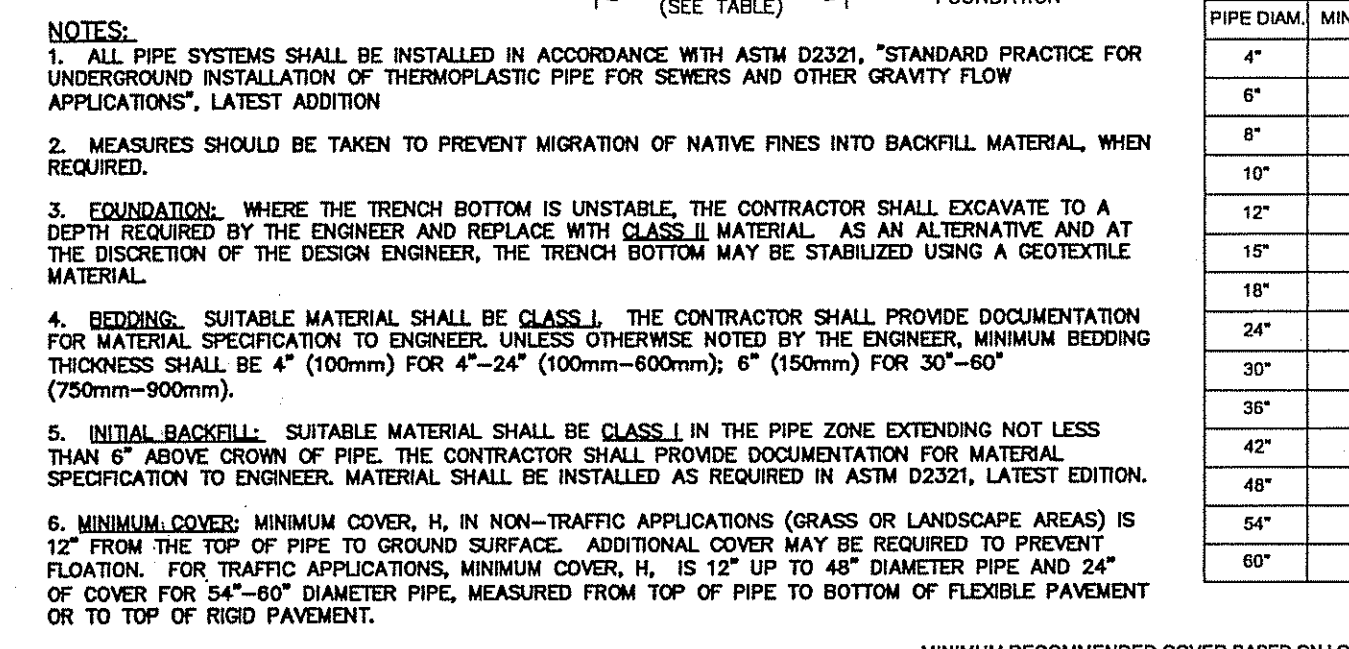 (SEE TABLE)
NOTES:
1. ALL PIPE SYSTEMS SHALL BE INSTALLED IN ACCORDANCE WITH ASTM D2321, "STANDARD PRACTICE FOR
UNDERGROUND INSTALLATION OF THERMOPLASTIC PIPE FOR SEWERS AND OTHER GRAVITY FLOW
APPLICATIONS", LATEST ADDITION
2. MEASURES SHOULD BE TAKEN TO PREVENT MIGRATION OF NATIVE FINES INTO BACKFILL MATERIAL, WHEN
REQUIRED.
3. FOUNDATION: WHERE THE TRENCH BOTTOM IS UNSTABLE, THE CONTRACTOR SHALL EXCAVATE TO A
DEPTH REQUIRED BY THE ENGINEER AND REPLACE WITH CLASS II MATERIAL. AS AN ALTERNATIVE AND AT
THE DISCRETION OF THE DESIGN ENGINEER, THE TRENCH BOTTOM MAY BE STABILIZED USING A GEOTEXTILE
MATERIAL.
4. BEDDING: SUITABLE MATERIAL SHALL BE CLASS I. THE CONTRACTOR SHALL PROVIDE DOCUMENTATION
FOR MATERIAL SPECIFICATION TO ENGINEER. UNLESS OTHERWISE NOTED BY THE ENGINEER, MINIMUM BEDDING
THICKNESS SHALL BE 4" (100mm) FOR 4"-24" (100mm-600mm); 6" (150mm) FOR 30"-60"
(750mm-900mm).
5. INITIAL BACKFILL: SUITABLE MATERIAL SHALL BE CLASS I IN THE PIPE ZONE EXTENDING NOT LESS
THAN 6" ABOVE CROWN OF PIPE. THE CONTRACTOR SHALL PROVIDE DOCUMENTATION FOR MATERIAL
SPECIFICATION TO ENGINEER. MATERIAL SHALL BE INSTALLED AS REQUIRED IN ASTM D2321, LATEST EDITION.
6. MINIMUM COVER: MINIMUM COVER, H, IN NON-TRAFFIC APPLICATIONS (GRASS OR LANDSCAPE AREAS) IS
12" FROM THE TOP OF PIPE TO GROUND SURFACE. ADDITIONAL COVER MAY BE REQUIRED TO PREVENT
FLOATION. FOR TRAFFIC APPLICATIONS, MINIMUM COVER, H, IS 12" UP TO 48" DIAMETER PIPE AND 24"
OF COVER FOR 54"-60" DIAMETER PIPE, MEASURED FROM TOP OF PIPE TO BOTTOM OF FLEXIBLE PAVEMENT
OR TO TOP OF RIGID PAVEMENT.
PIPE DIAM. MIN
4"
6"
8"
10"
12"
15"
18"
24"
30"
36"
42"
48"
54"
60"